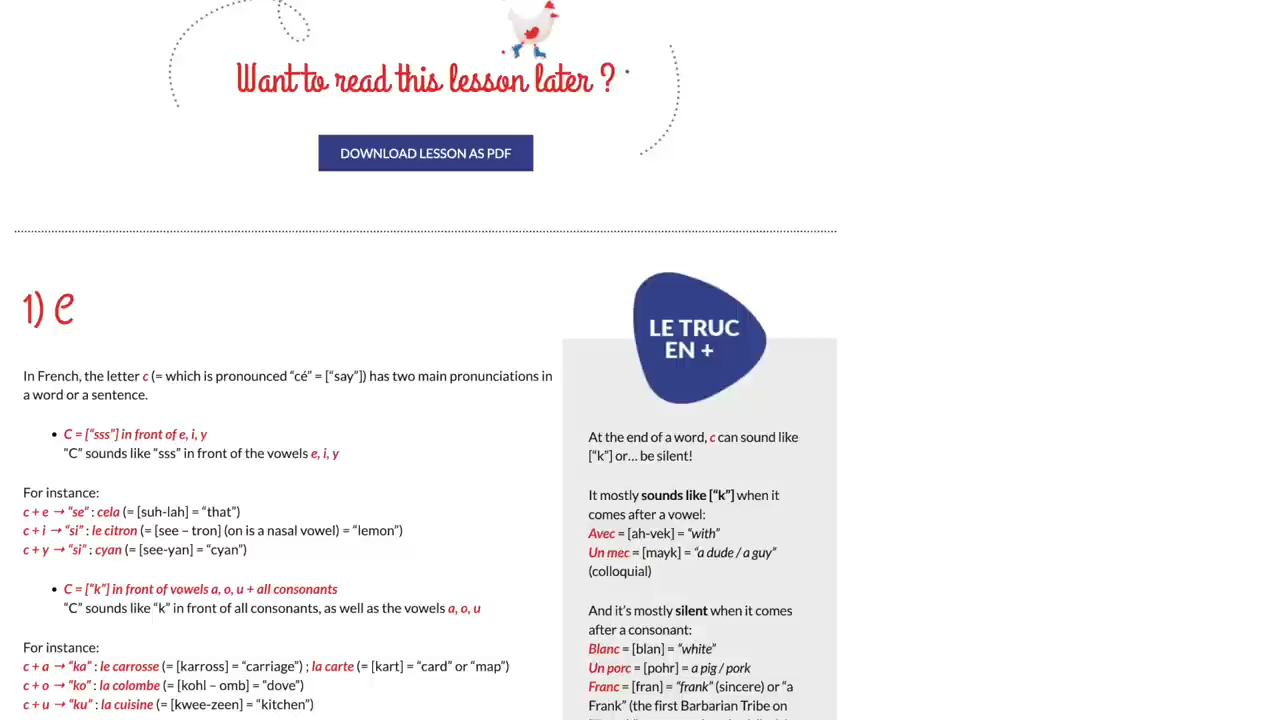 Want to read this lesson later ?
DOWNLOAD LESSON AS PDF
1) C
In French, the letter c (= which is pronounced “cé” = [“say”]) has two main pronunciations in
a word or a sentence.
• C = [“sss”] in front of e, i, y
“C” sounds like “sss” in front of the vowels e, i, y
For instance:
c + e → “se” : cela (= [suh-lah] = “that”)
c + i → “si” : le citron (= [see – tron] (on is a nasal vowel) = “lemon”)
c + y → “si” : cyan (= [see-yan] = “cyan”)
• C = [“k”] in front of vowels a, o, u + all consonants
“C” sounds like “k” in front of all consonants, as well as the vowels a, o, u
For instance:
c + a → “ka” : le carrosse (= [karross] = “carriage”) ; la carte (= [kart] = “card” or “map”)
c + o → “ko” : la colombe (= [kohl – omb] = “dove”)
c + u → “ku” : la cuisine (= [kwee-zeen] = “kitchen”)
LE TRUC
EN +
At the end of a word, c can sound like
[“k”] or… be silent!
It mostly sounds like [“k”] when it
comes after a vowel:
Avec = [ah-vek] = “with”
Un mec = [mayk] = “a dude / a guy”
(colloquial)
And it’s mostly silent when it comes
after a consonant:
Blanc = [blan] = “white”
Un porc = [pohr] = a pig / pork
Franc = [fran] = “frank” (sincere) or “a
Frank” (the first Barbarian Tribe on